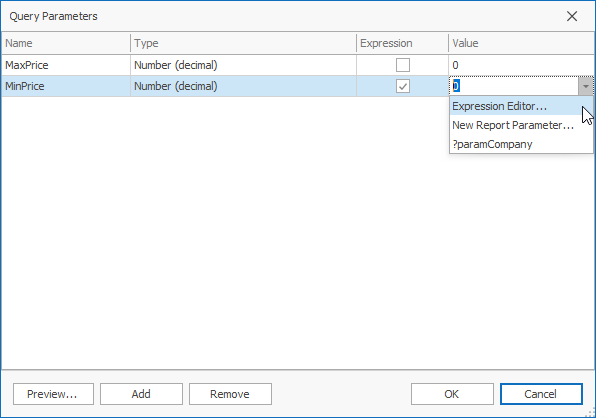 Query Parameters
Name Type Expression Value
MaxPrice Number (decimal) 0
MinPrice Number (decimal) 0
Expression Editor...
New Report Parameter...
?paramCompany
Preview... Add Remove OK Cancel